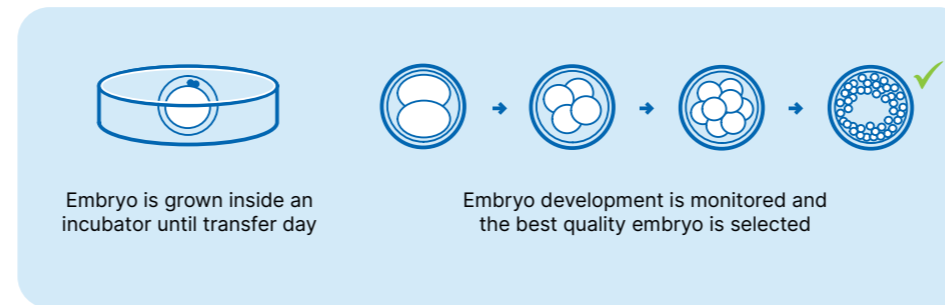 Embryo is grown inside an
incubator until transfer day
Embryo development is monitored and
the best quality embryo is selected